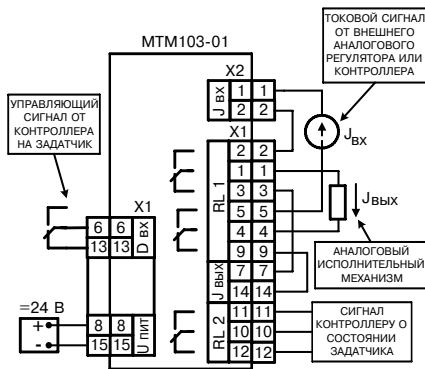 МТМ103-01
ТОКОВЫЙ СИГНАЛ
ОТ ВНЕШНЕГО
АНАЛОГОВОГО
РЕГУЛЯТОРА ИЛИ
КОНТРОЛЛЕРА
X2
J вх
1 1
2 2
Jвх
УПРАВЛЯЮЩИЙ
СИГНАЛ ОТ
КОНТРОЛЛЕРА
НА ЗАДАТЧИК
X1
RL 1
2 2
1 1
3 3
5 5
4 4
9 9
Jвых
АНАЛОГОВЫЙ
ИСПОЛНИТЕЛЬНЫЙ
МЕХАНИЗМ
X1
6 6
13 13
D вх
J вых
7 7
14 14
=24 В
+
-
8 8
15 15
U пит
RL 2
11 11
10 10
12 12
СИГНАЛ
КОНТРОЛЛЕРУ О
СОСТОЯНИИ
ЗАДАТЧИКА